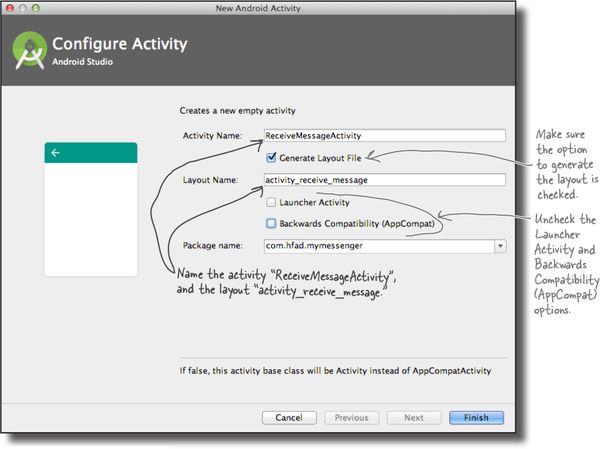 New Android Activity
Configure Activity
Android Studio
Creates a new empty activity
Activity Name: ReceiveMessageActivity
Generate Layout File
Layout Name: activity_receive_message
Launcher Activity
Backwards Compatibility (AppCompat)
Package name: com.hfad.mymessenger
Name the activity “ReceiveMessageActivity”,
and the layout “activity_receive_message.”
If false, this activity base class will be Activity instead of AppCompatActivity
Cancel Previous Next Finish
Make sure
the option
to generate
the layout is
checked.
Uncheck the
Launcher
Activity and
Backwards
Compatibility
(AppCompat)
options.